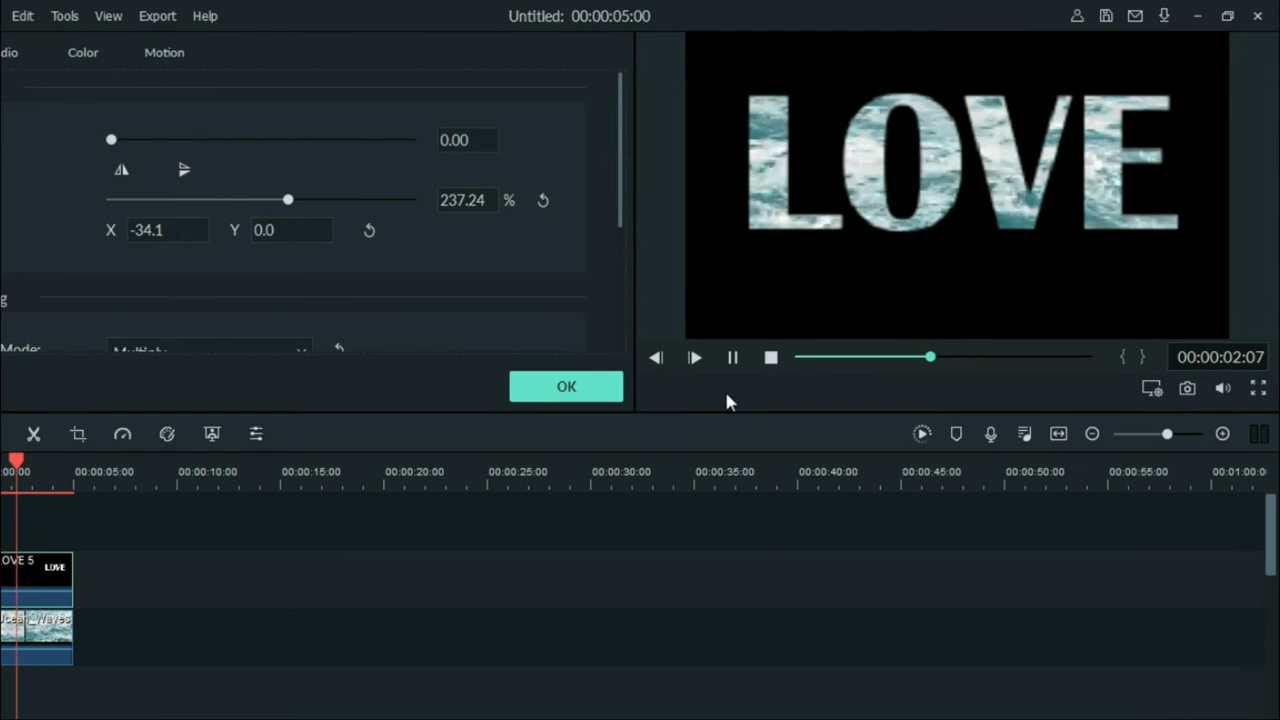 Edit Tools View Export Help Untitled: 00:00:05:00
dio Color Motion
0.00
237.24 %
X -34.1 Y 0.0
g
Mode: Multiply
OK
LOVE
{ } 00:00:02:07
:00:00 00:00:05:00 00:00:10:00 00:00:15:00 00:00:20:00 00:00:25:00 00:00:30:00 00:00:35:00 00:00:40:00 00:00:45:00 00:00:50:00 00:00:55:00 00:01:00:0
OVE 5 LOVE
Ocean_Waves